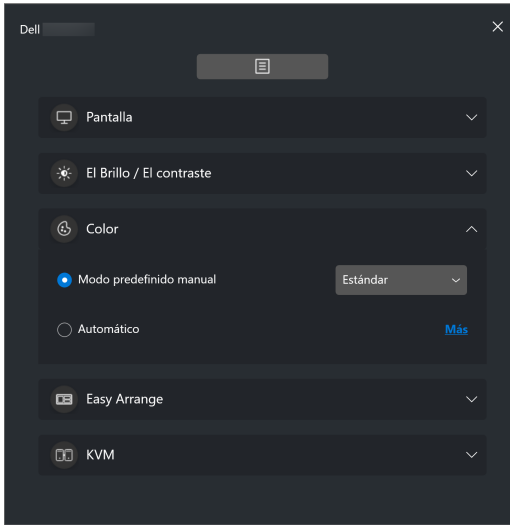 Dell
Pantalla
El Brillo / El contraste
Color
Modo predefinido manual
Estándar
Automático
Más
Easy Arrange
KVM